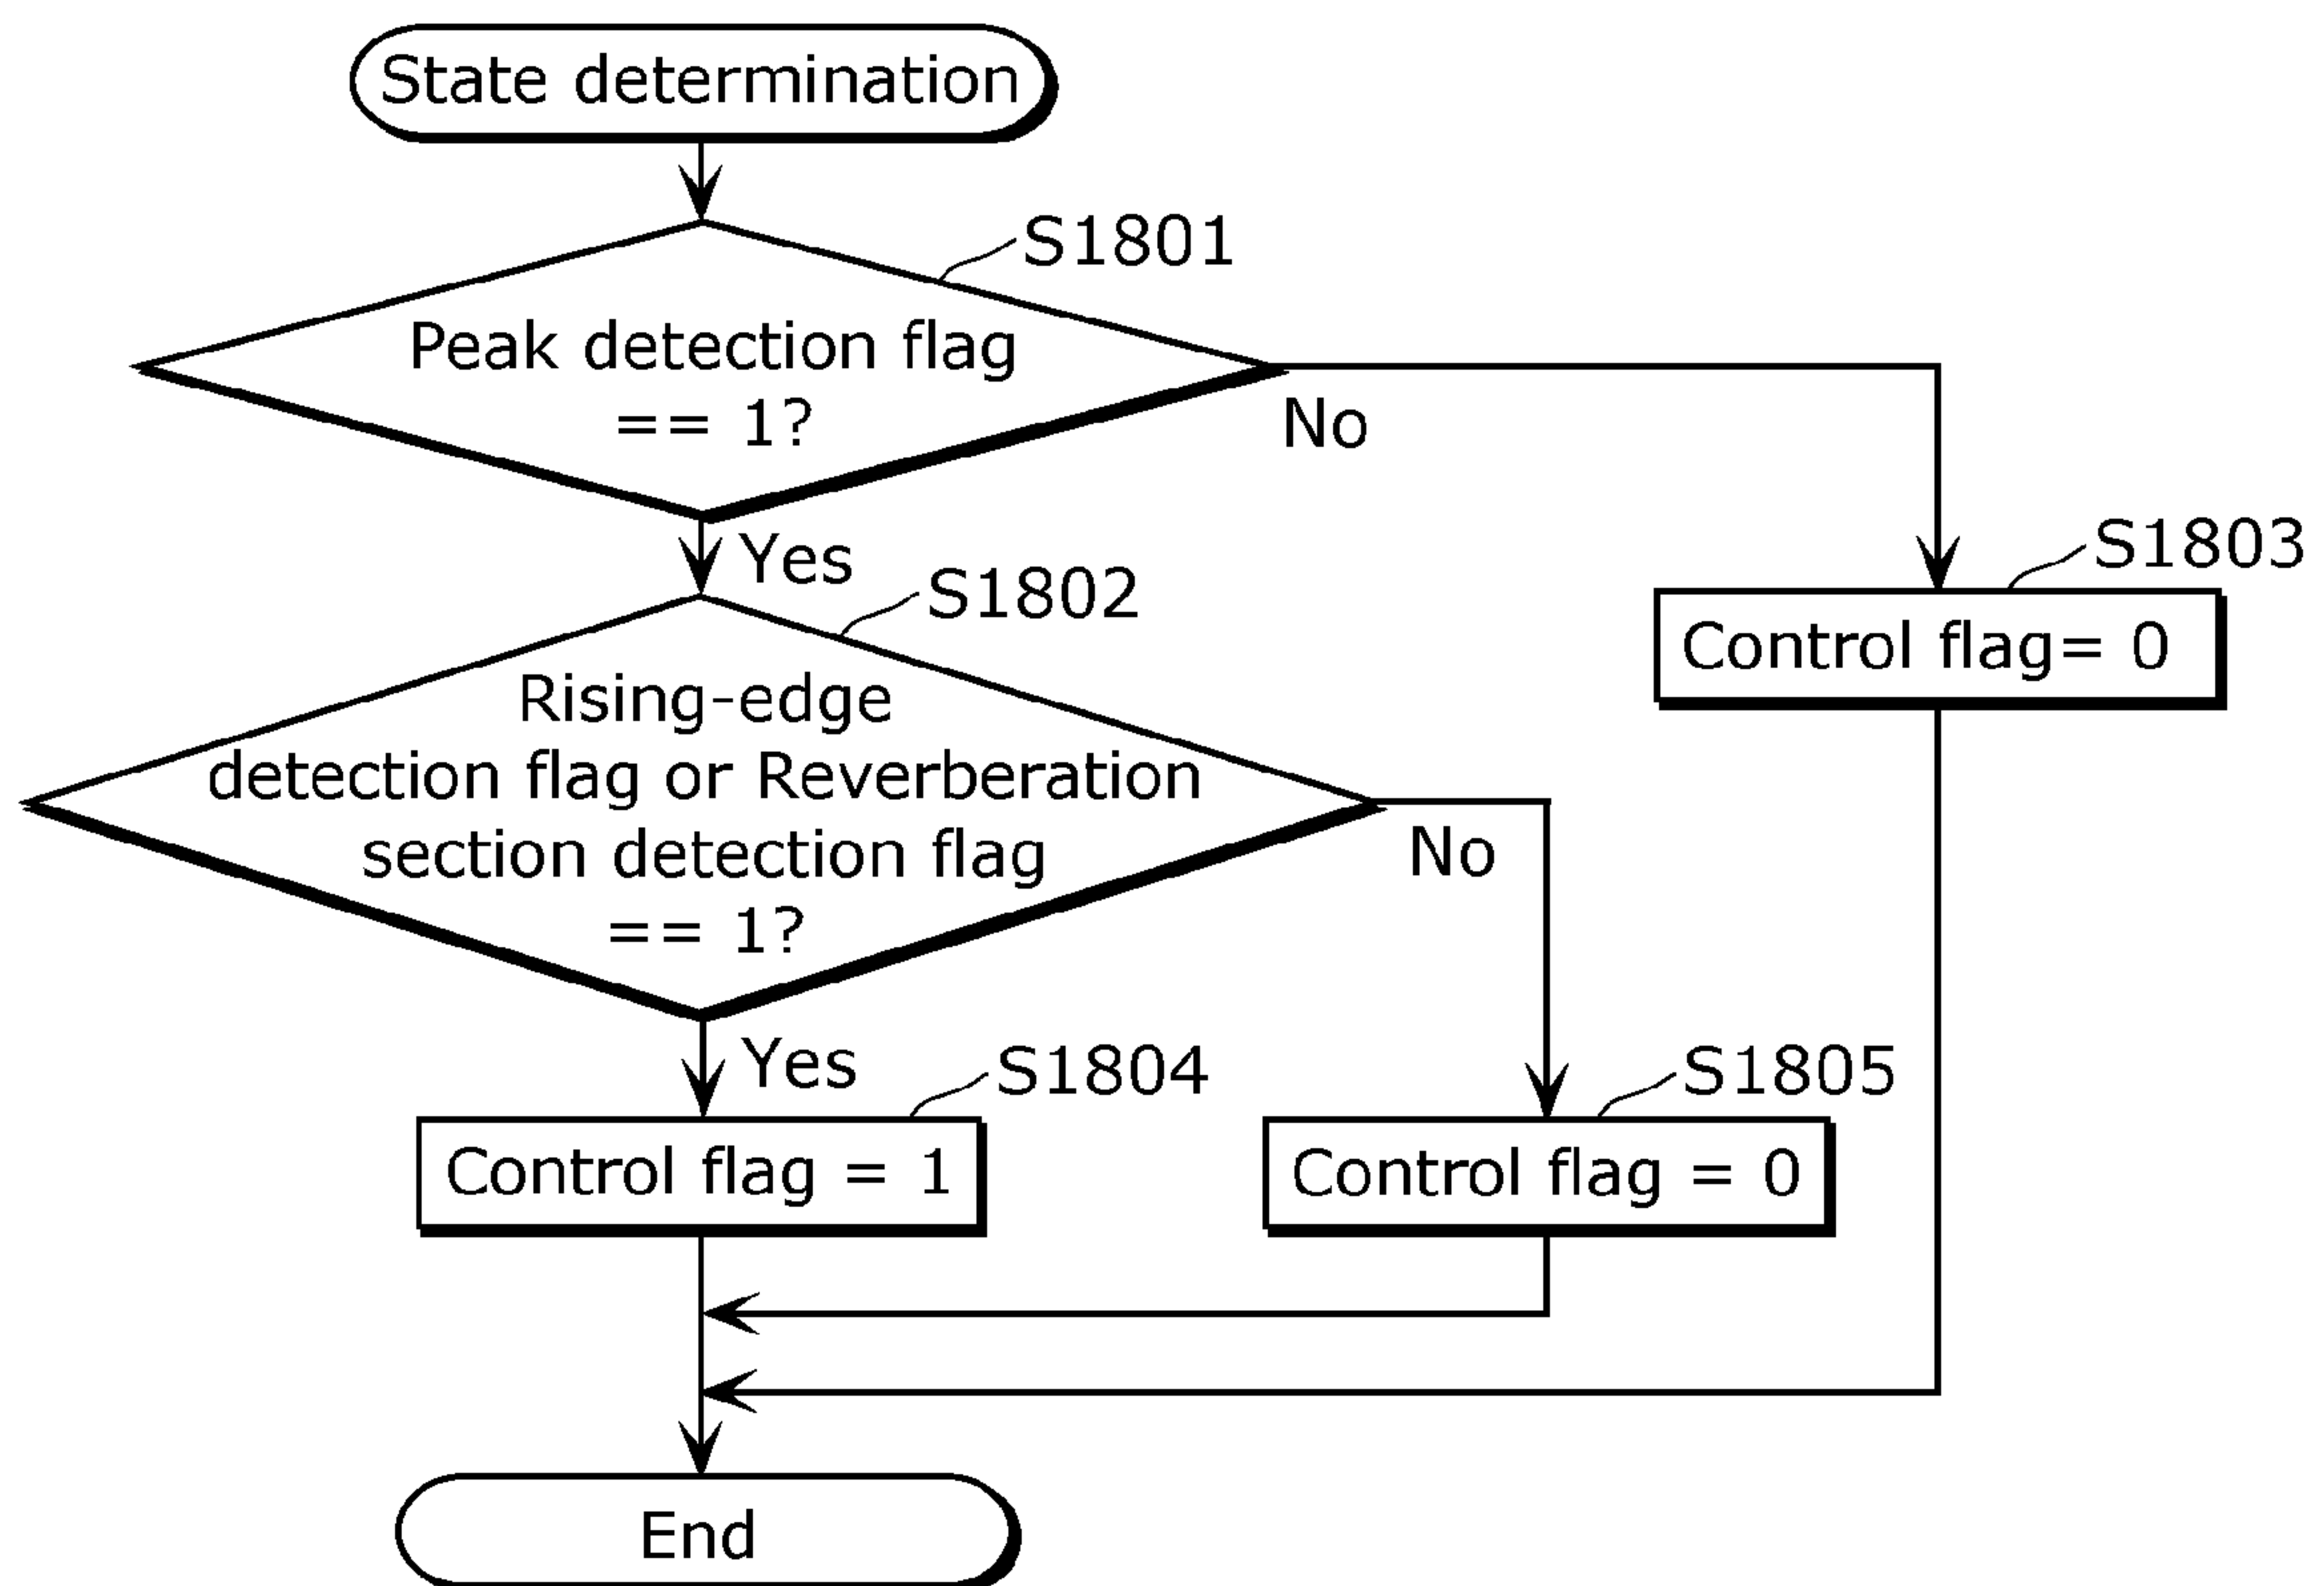 State determination
S1801
Peak detection flag
== 1?
No
Yes
S1802
S1803
Control flag= 0
Rising-edge
detection flag or Reverberation
section detection flag
== 1?
No
Yes
S1804
S1805
Control flag = 1
Control flag = 0
End